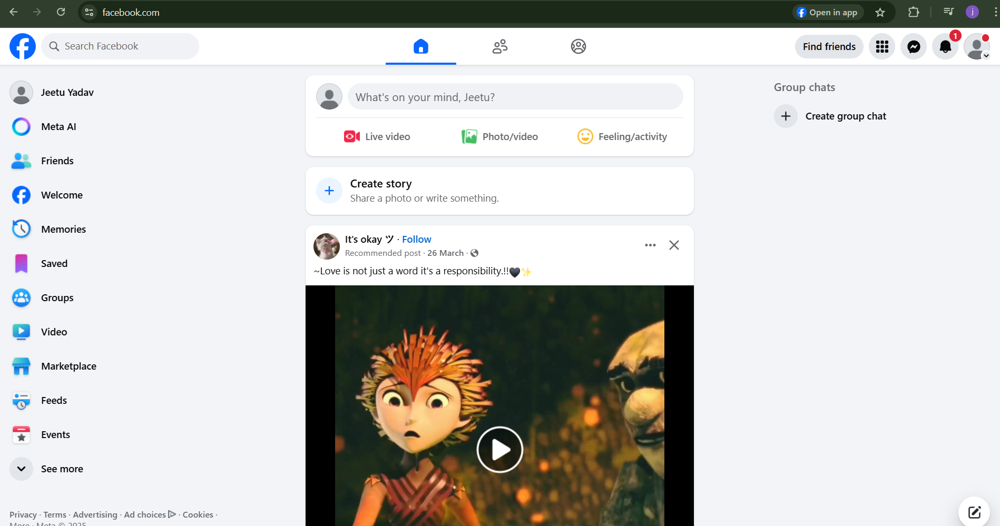 facebook.com
Open in app
j
Search Facebook
Find friends
1
Jeetu Yadav
Meta AI
Friends
Welcome
Memories
Saved
Groups
Video
Marketplace
Feeds
Events
See more
Privacy · Terms · Advertising · Ad choices · Cookies ·
More · Meta © 2025
What's on your mind, Jeetu?
Live video
Photo/video
Feeling/activity
Create story
Share a photo or write something.
It's okay ツ · Follow
Recommended post · 26 March ·
~Love is not just a word it's a responsibility.!!🖤✨
Group chats
Create group chat